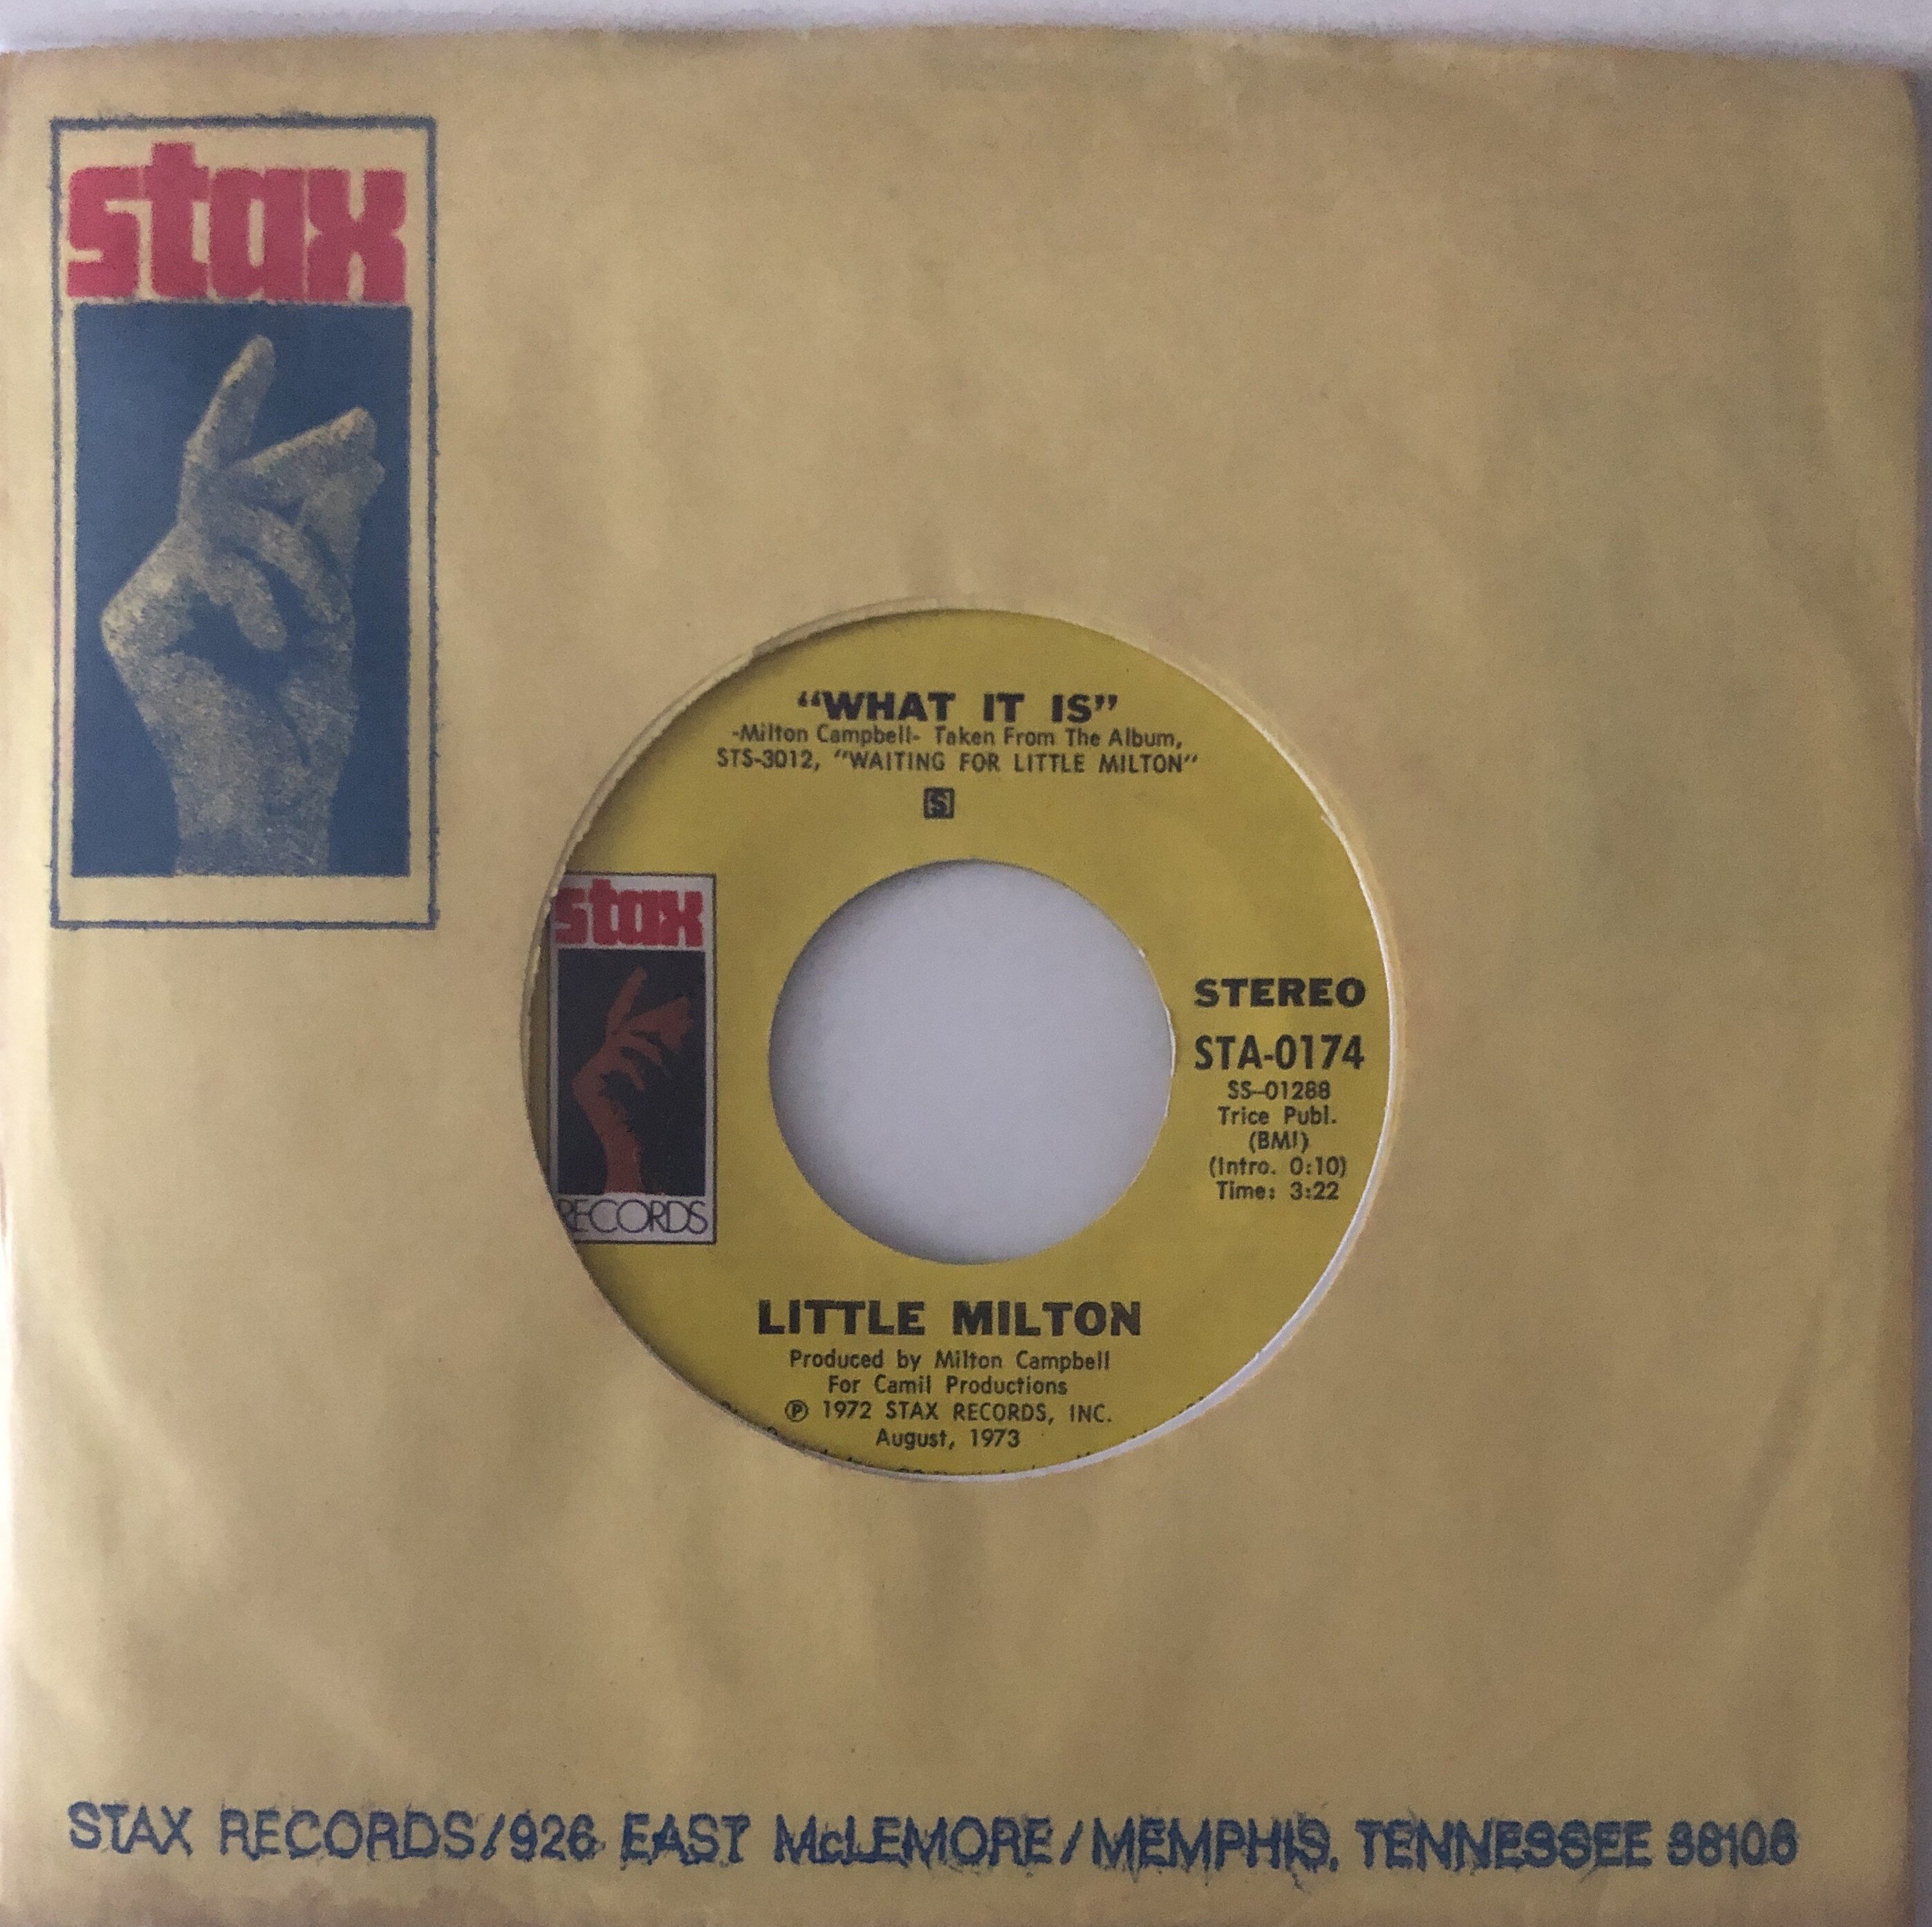 stax
"WHAT IT IS"
-Milton Campbell- Taken From The Album,
STS-3012, "WAITING FOR LITTLE MILTON"
S
stax
RECORDS
STEREO
STA-0174
SS-01288
Trice Publ.
(BMI)
(Intro. 0:10)
Time: 3:22
LITTLE MILTON
Produced by Milton Campbell
For Camil Productions
℗ 1972 STAX RECORDS, INC.
August, 1973
STAX RECORDS/926 EAST McLEMORE/MEMPHIS, TENNESSEE 38106